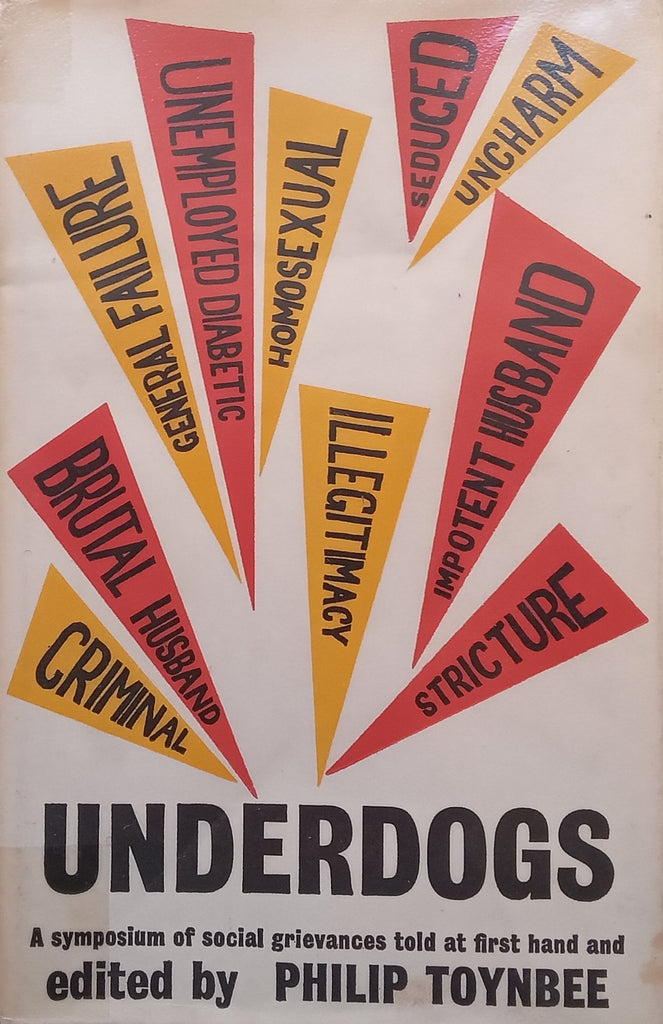 UNEMPLOYED DIABETIC
SEDUCED
UNCHARM
HOMOSEXUAL
GENERAL FAILURE
IMPOTENT HUSBAND
ILLEGITIMACY
BRUTAL HUSBAND
STRICTURE
CRIMINAL
UNDERDOGS
A symposium of social grievances told at first hand and
edited by PHILIP TOYNBEE